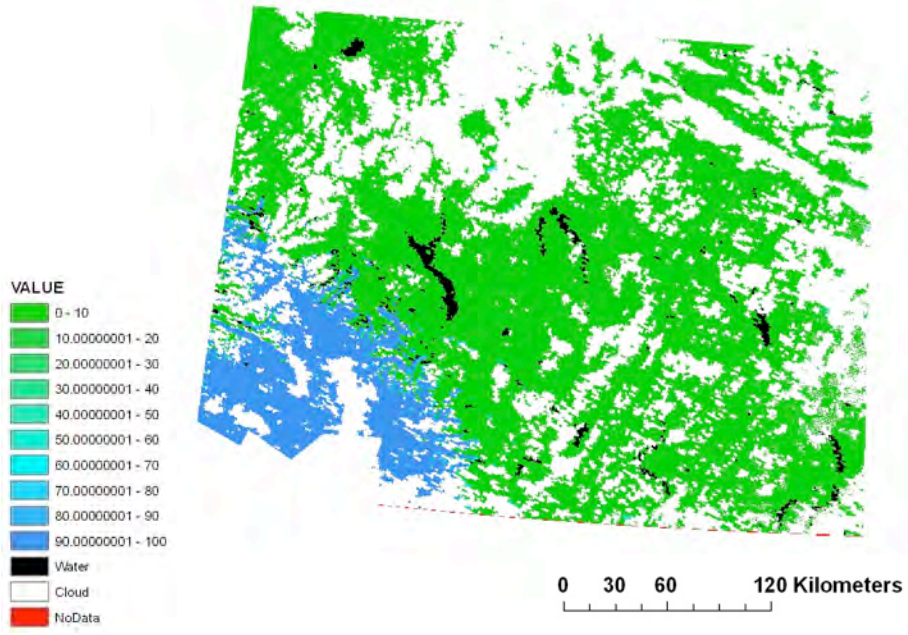 VALUE
0 - 10
10.00000001 - 20
20.00000001 - 30
30.00000001 - 40
40.00000001 - 50
50.00000001 - 60
60.00000001 - 70
70.00000001 - 80
80.00000001 - 90
90.00000001 - 100
Water
Cloud
NoData
0 30 60 120 Kilometers